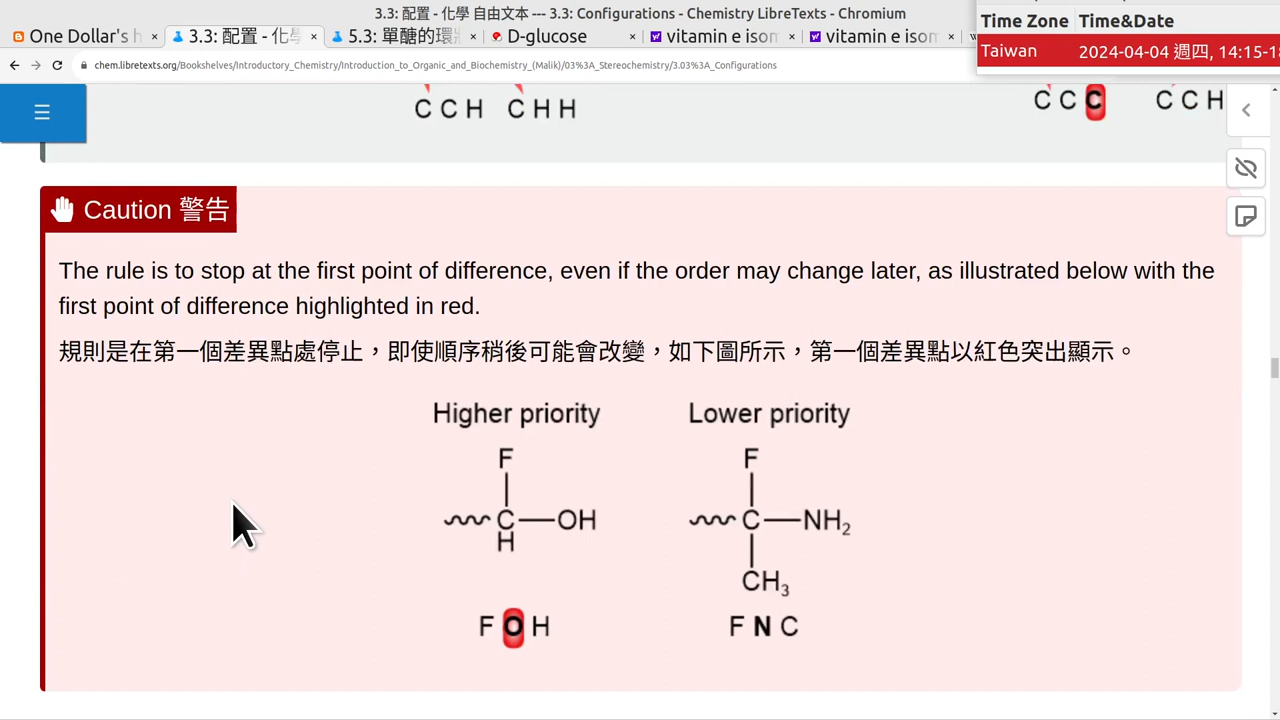 3.3: 配置 - 化學 自由文本 --- 3.3: Configurations - Chemistry LibreTexts - Chromium
Time Zone Time&Date
Taiwan 2024-04-04 週四, 14:15-18
One Dollar's h × 3.3: 配置 - 化學 × 5.3: 單醣的環狀 × D-glucose × vitamin e isom × vitamin e isom ×
chem.libretexts.org/Bookshelves/Introductory_Chemistry/Introduction_to_Organic_and_Biochemistry_(Malik)/03%3A_Stereochemistry/3.03%3A_Configurations
C C H C H H C C C C C H
Caution 警告
The rule is to stop at the first point of difference, even if the order may change later, as illustrated below with the
first point of difference highlighted in red.
規則是在第一個差異點處停止，即使順序稍後可能會改變，如下圖所示，第一個差異點以紅色突出顯示。
Higher priority Lower priority
F F
C OH C NH₂
H
CH₃
F O H F N C